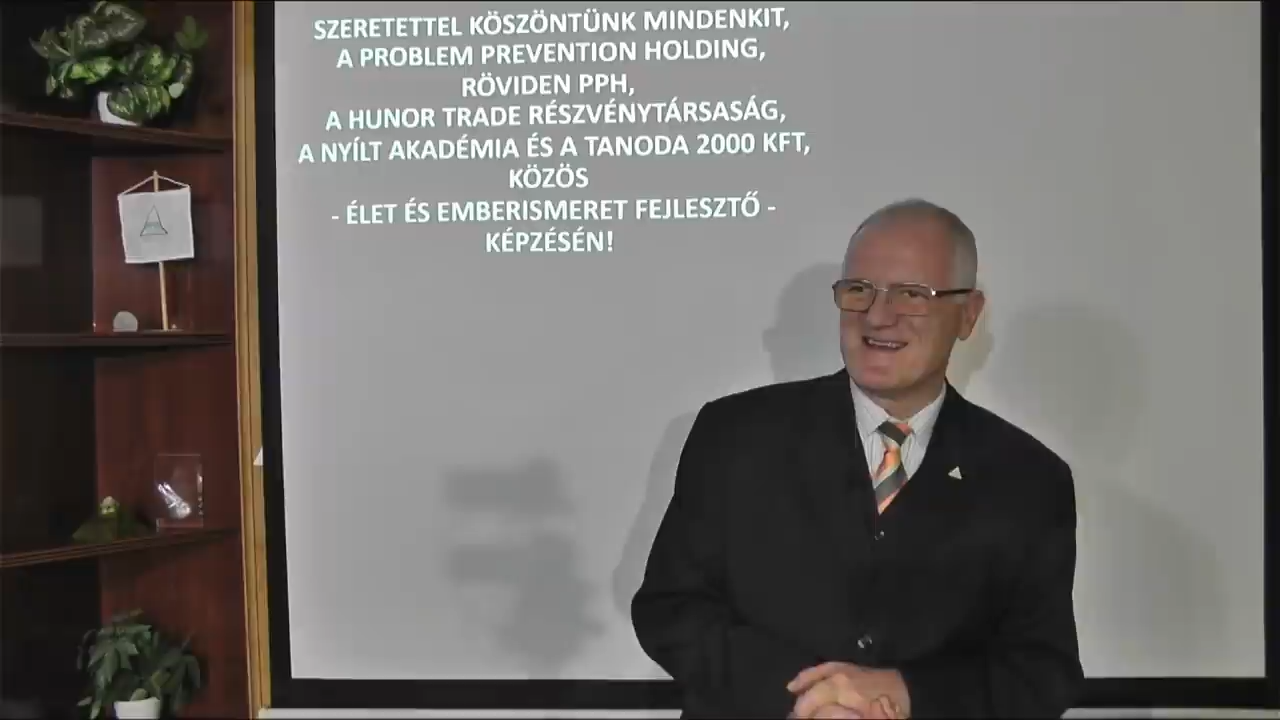 SZERETETTEL KÖSZÖNTÜNK MINDENKIT,
A PROBLEM PREVENTION HOLDING,
RÖVIDEN PPH,
A HUNOR TRADE RÉSZVÉNYTÁRSASÁG,
A NYÍLT AKADÉMIA ÉS A TANODA 2000 KFT,
KÖZÖS
- ÉLET ÉS EMBERISMERET FEJLESZTŐ -
KÉPZÉSÉN!